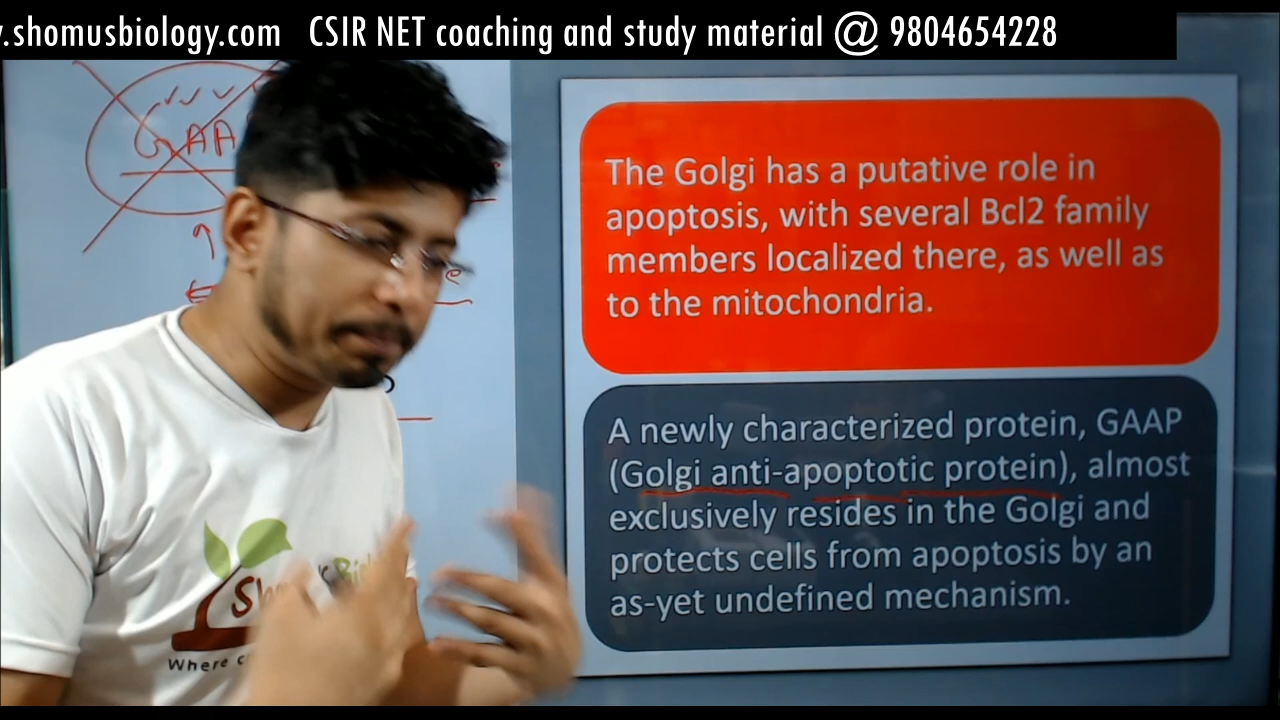 .shomusbiology.com CSIR NET coaching and study material @ 9804654228
GAA
The Golgi has a putative role in
apoptosis, with several Bcl2 family
members localized there, as well as
to the mitochondria.
A newly characterized protein, GAAP
(Golgi anti-apoptotic protein), almost
exclusively resides in the Golgi and
protects cells from apoptosis by an
as-yet undefined mechanism.
Where